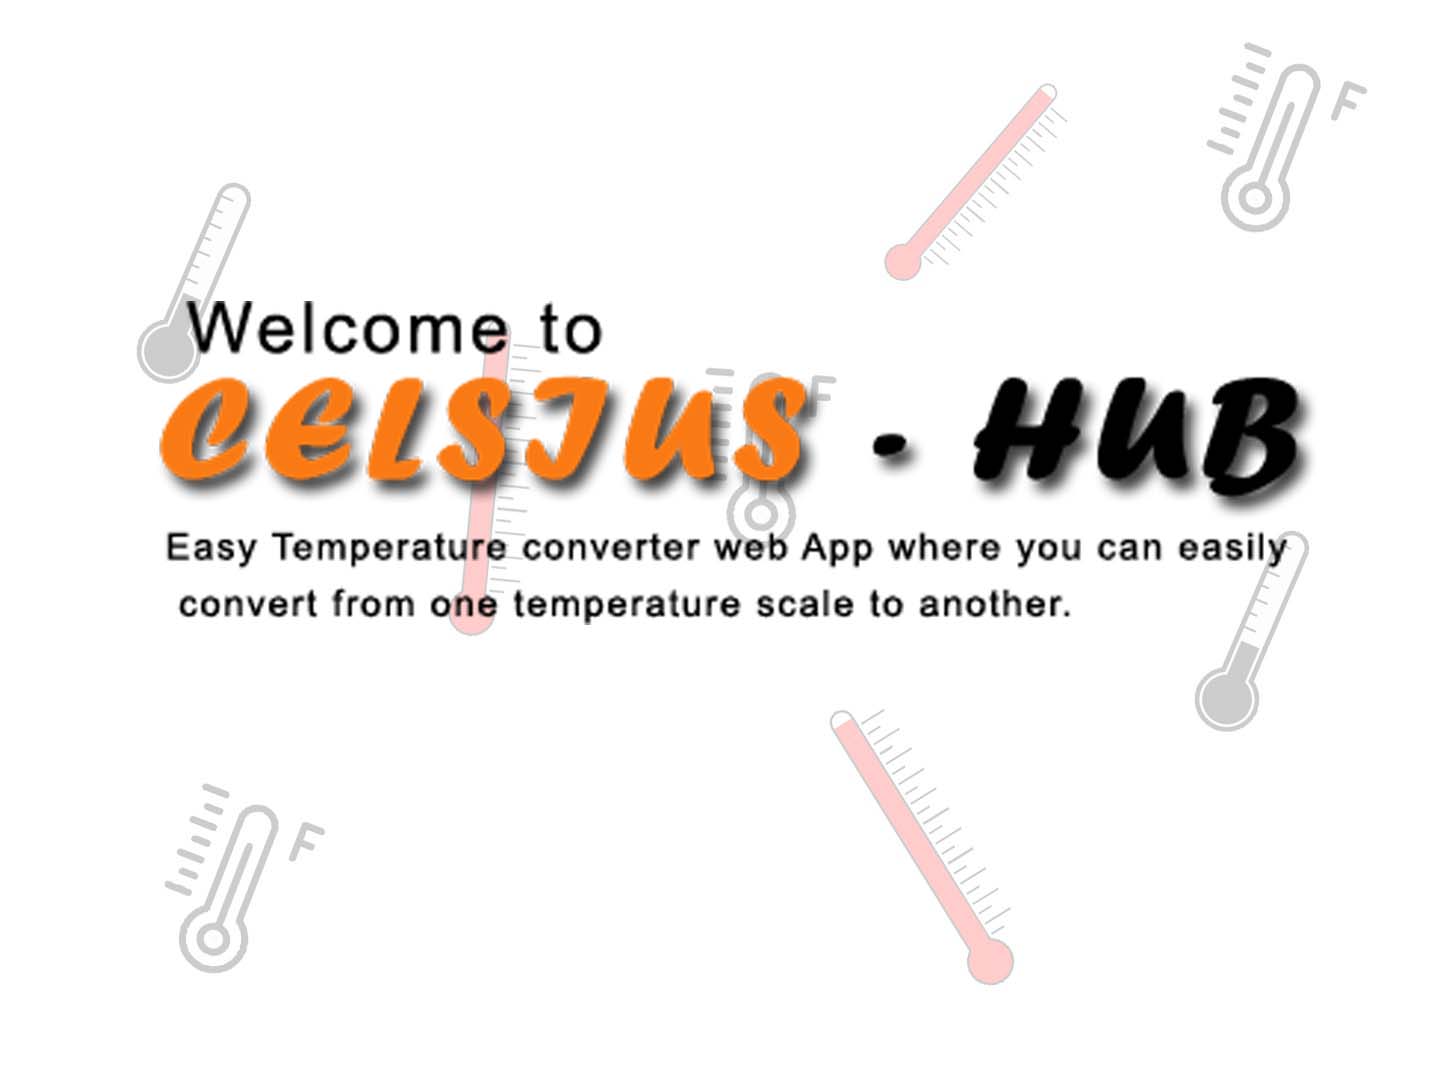 Welcome to
CELSIUS - HUB
Easy Temperature converter web App where you can easily
convert from one temperature scale to another.
F
F
F